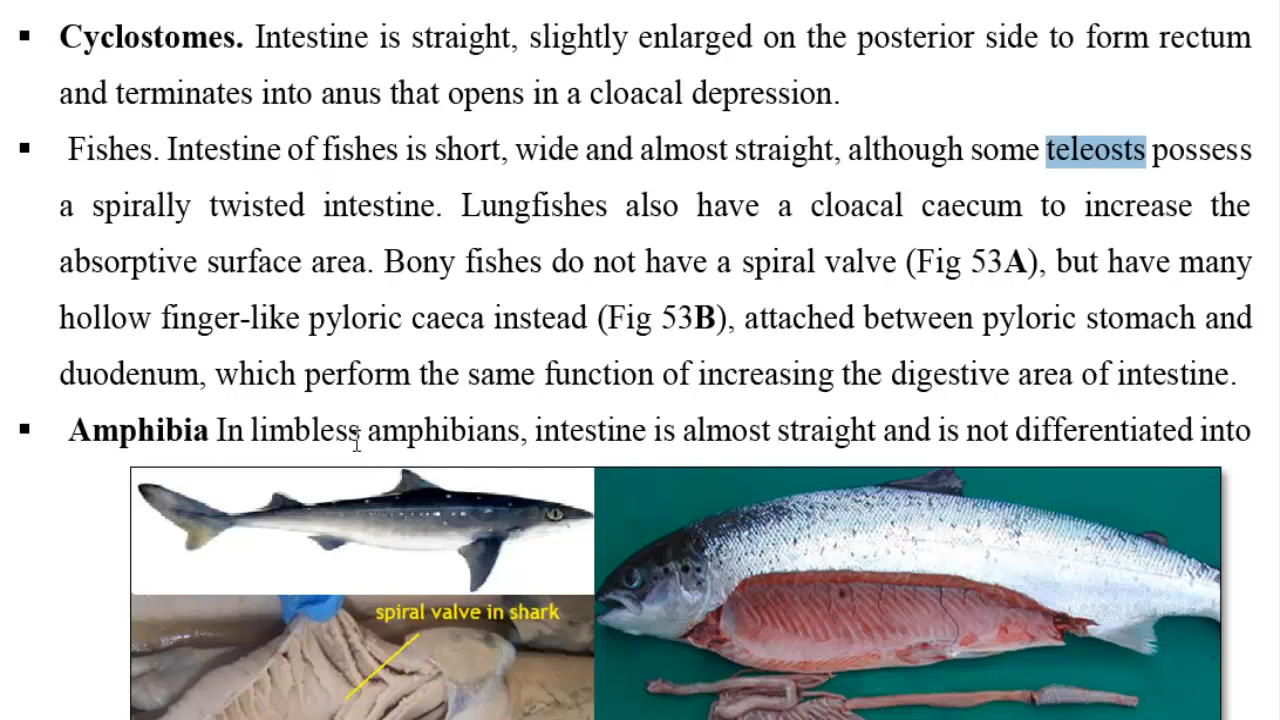 ▪ Cyclostomes. Intestine is straight, slightly enlarged on the posterior side to form rectum
and terminates into anus that opens in a cloacal depression.
▪ Fishes. Intestine of fishes is short, wide and almost straight, although some teleosts possess
a spirally twisted intestine. Lungfishes also have a cloacal caecum to increase the
absorptive surface area. Bony fishes do not have a spiral valve (Fig 53A), but have many
hollow finger-like pyloric caeca instead (Fig 53B), attached between pyloric stomach and
duodenum, which perform the same function of increasing the digestive area of intestine.
▪ Amphibia In limbless amphibians, intestine is almost straight and is not differentiated into
spiral valve in shark